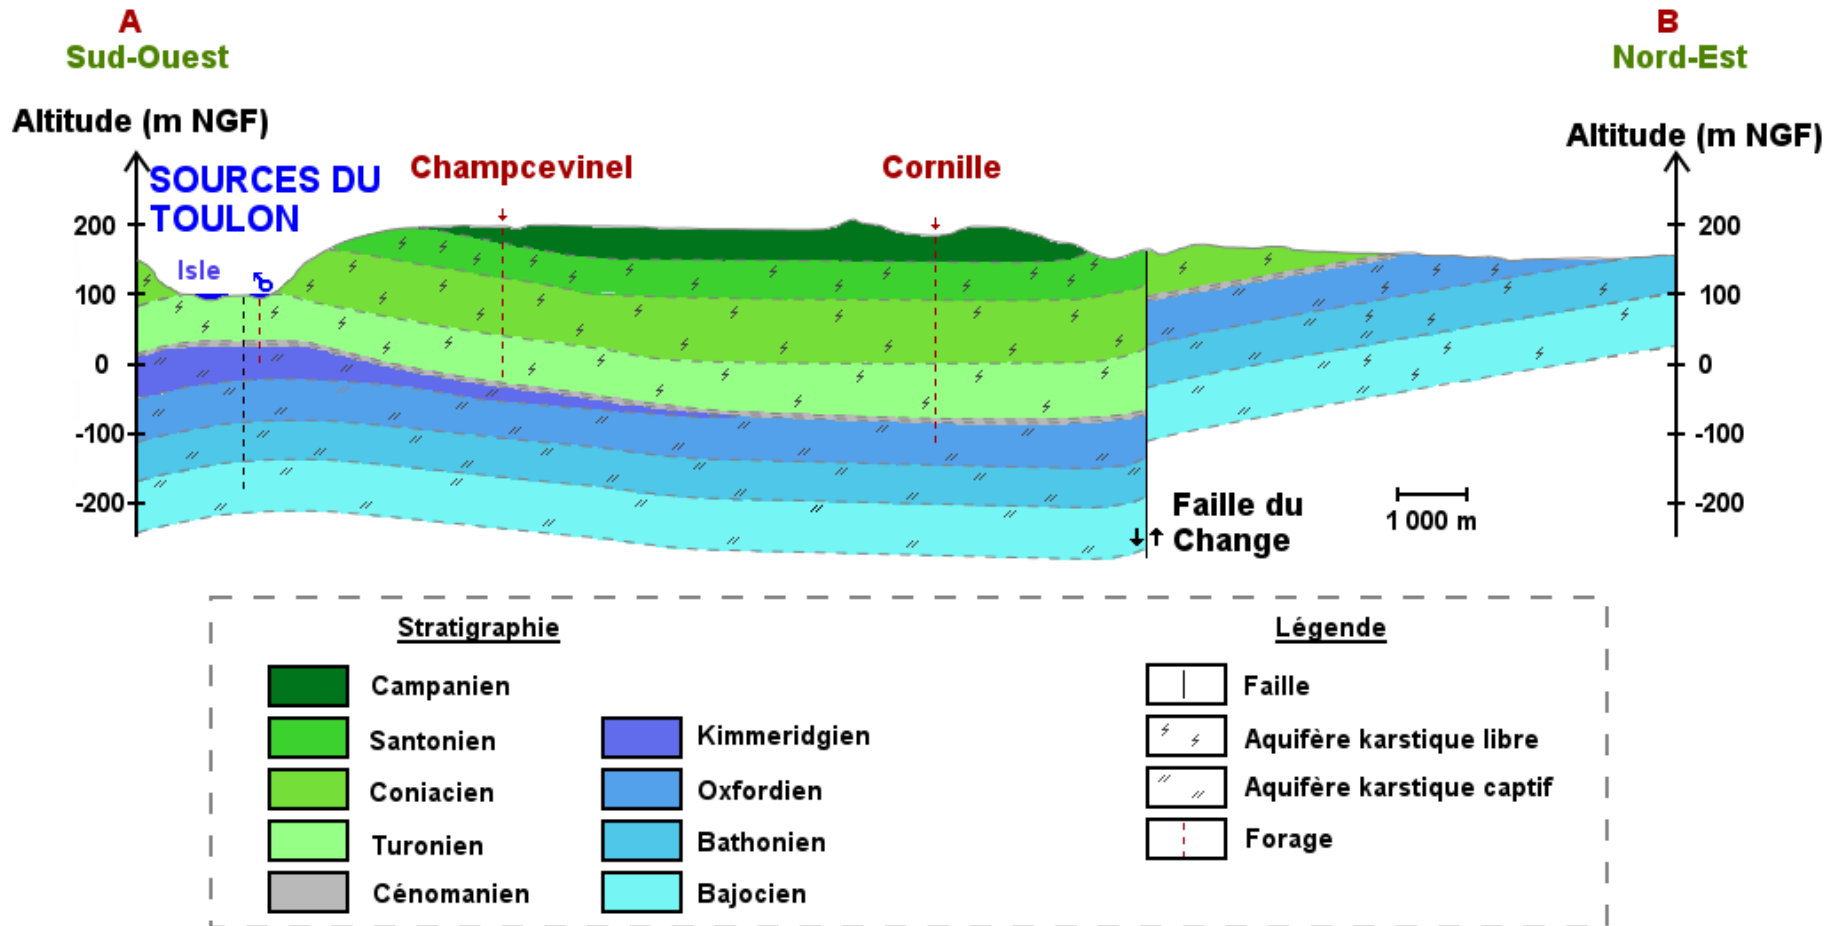 A
Sud-Ouest
B
Nord-Est
Altitude (m NGF)
Altitude (m NGF)
SOURCES DU
TOULON
Champcevinel
Cornille
Isle
200
100
0
-100
-200
200
100
0
-100
-200
Faille du
Change
1 000 m
Stratigraphie
Campanien
Santonien
Coniacien
Turonien
Cénomanien
Kimmeridgien
Oxfordien
Bathonien
Bajocien
Légende
Faille
Aquifère karstique libre
Aquifère karstique captif
Forage